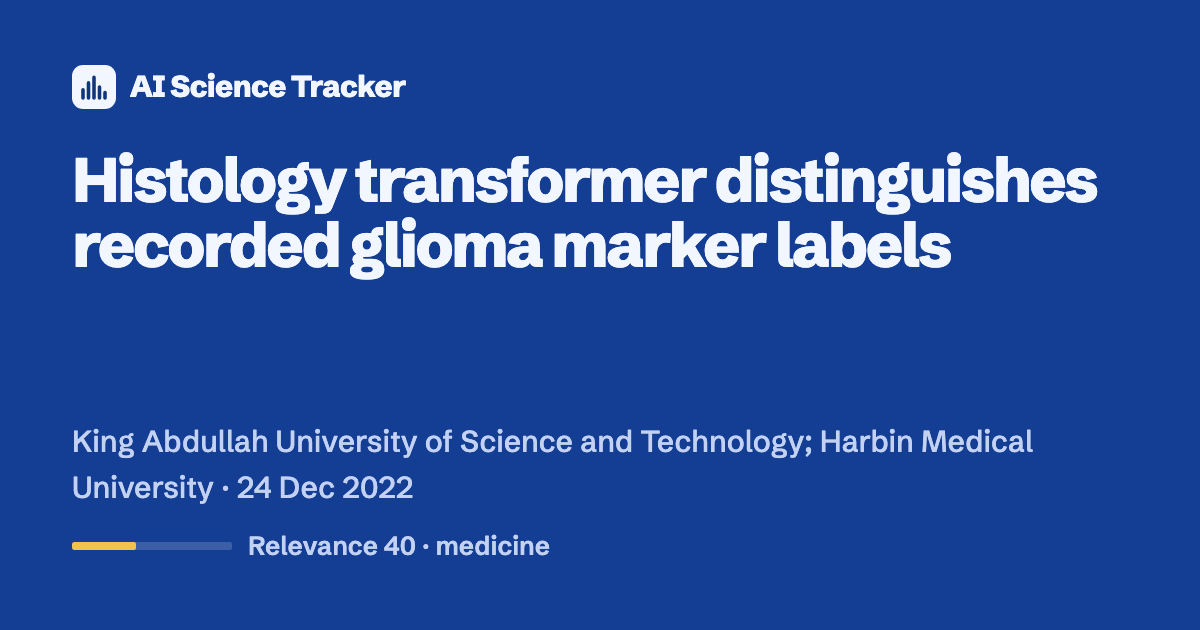 AI Science Tracker
Histology transformer distinguishes
recorded glioma marker labels
King Abdullah University of Science and Technology; Harbin Medical
University · 24 Dec 2022
Relevance 40 · medicine